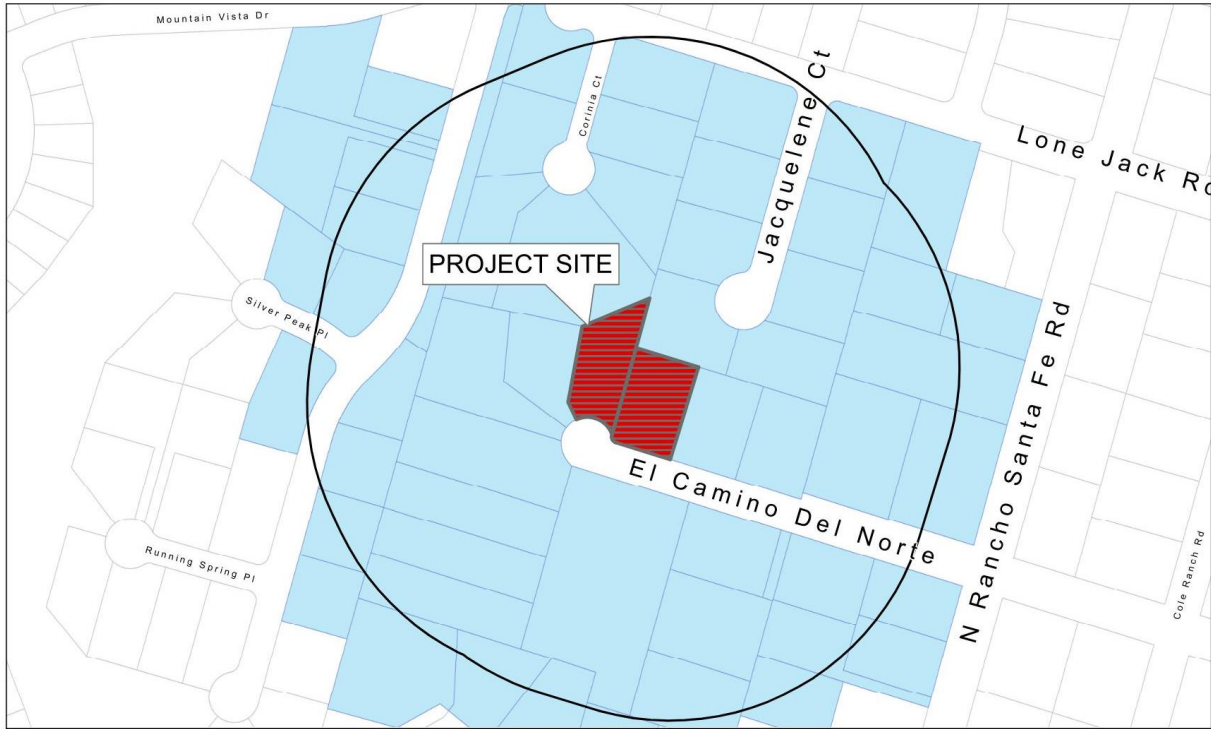 Mountain Vista Dr
Corinia Ct
Jacquelene Ct
Lone Jack Rd
PROJECT SITE
Silver Peak Pl
El Camino Del Norte
N Rancho Santa Fe Rd
Running Spring Pl
Cole Ranch Rd